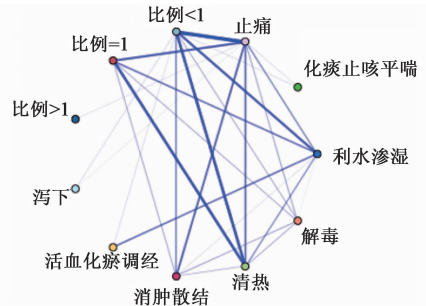 比例<1
止痛
比例=1
化痰止咳平喘
比例>1
利水渗湿
泻下
解毒
活血化瘀调经
清热
消肿散结